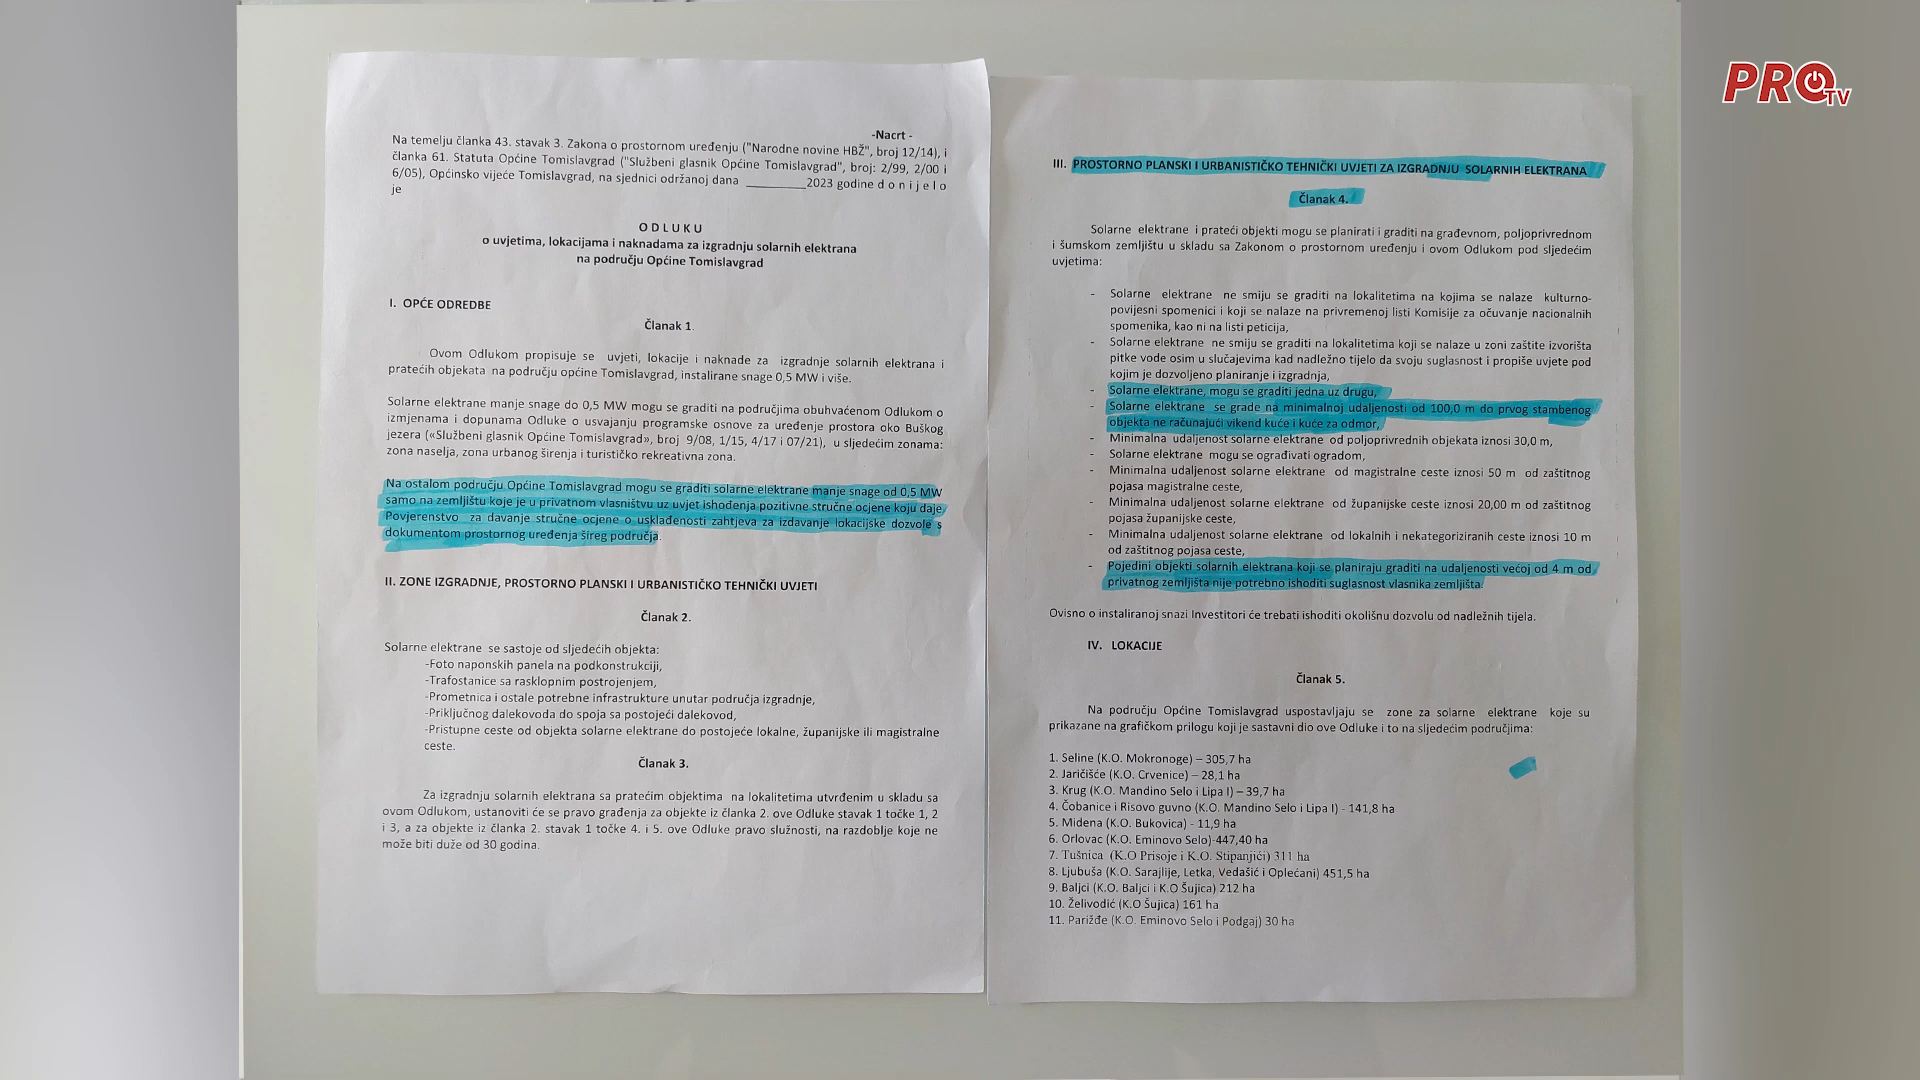 -Nacrt -
Na temelju članka 43. stavak 3. Zakona o prostornom uređenju ("Narodne novine HBŽ", broj 12/14), i
članka 61. Statuta Općine Tomislavgrad ("Službeni glasnik Općine Tomislavgrad", broj: 2/99, 2/00 i
6/05), Općinsko vijeće Tomislavgrad, na sjednici održanoj dana __________2023 godine d o n i j e l o
je
O D L U K U
o uvjetima, lokacijama i naknadama za izgradnju solarnih elektrana
na području Općine Tomislavgrad
I. OPĆE ODREDBE
Članak 1.
Ovom Odlukom propisuje se uvjeti, lokacije i naknade za izgradnje solarnih elektrana i
pratećih objekata na području općine Tomislavgrad, instalirane snage 0,5 MW i više.
Solarne elektrane manje snage do 0,5 MW mogu se graditi na područjima obuhvaćenom Odlukom o
izmjenama i dopunama Odluke o usvajanju programske osnove za uređenje prostora oko Buškog
jezera («Službeni glasnik Općine Tomislavgrad», broj 9/08, 1/15, 4/17 i 07/21), u sljedećim zonama:
zona naselja, zona urbanog širenja i turističko rekreativna zona.
Na ostalom području Općine Tomislavgrad mogu se graditi solarne elektrane manje snage od 0,5 MW
samo na zemljištu koje je u privatnom vlasništvu uz uvjet ishođenja pozitivne stručne ocjene koju daje
Povjerenstvo za davanje stručne ocjene o usklađenosti zahtjeva za izdavanje lokacijske dozvole s
dokumentom prostornog uređenja šireg područja.
II. ZONE IZGRADNJE, PROSTORNO PLANSKI I URBANISTIČKO TEHNIČKI UVJETI
Članak 2.
Solarne elektrane se sastoje od sljedećih objekta:
-Foto naponskih panela na podkonstrukciji,
-Trafostanice sa rasklopnim postrojenjem,
-Prometnica i ostale potrebne infrastrukture unutar područja izgradnje,
-Priključnog dalekovoda do spoja sa postojeći dalekovod,
-Pristupne ceste od objekta solarne elektrane do postojeće lokalne, županijske ili magistralne
ceste.
Članak 3.
Za izgradnju solarnih elektrana sa pratećim objektima na lokalitetima utvrđenim u skladu sa
ovom Odlukom, ustanoviti će se pravo građenja za objekte iz članka 2. ove Odluke stavak 1 točke 1, 2
i 3, a za objekte iz članka 2. stavak 1 točke 4. i 5. ove Odluke pravo služnosti, na razdoblje koje ne
može biti duže od 30 godina.
III. PROSTORNO PLANSKI I URBANISTIČKO TEHNIČKI UVJETI ZA IZGRADNJU SOLARNIH ELEKTRANA
Članak 4.
Solarne elektrane i prateći objekti mogu se planirati i graditi na građevnom, poljoprivrednom
i šumskom zemljištu u skladu sa Zakonom o prostornom uređenju i ovom Odlukom pod sljedećim
uvjetima:
- Solarne elektrane ne smiju se graditi na lokalitetima na kojima se nalaze kulturno-
povijesni spomenici i koji se nalaze na privremenoj listi Komisije za očuvanje nacionalnih
spomenika, kao ni na listi peticija,
- Solarne elektrane ne smiju se graditi na lokalitetima koji se nalaze u zoni zaštite izvorišta
pitke vode osim u slučajevima kad nadležno tijelo da svoju suglasnost i propiše uvjete pod
kojim je dozvoljeno planiranje i izgradnja,
- Solarne elektrane, mogu se graditi jedna uz drugu,
- Solarne elektrane se grade na minimalnoj udaljenosti od 100,0 m do prvog stambenog
objekta ne računajući vikend kuće i kuće za odmor,
- Minimalna udaljenost solarne elektrane od poljoprivrednih objekata iznosi 30,0 m,
- Solarne elektrane mogu se ograđivati ogradom,
- Minimalna udaljenost solarne elektrane od magistralne ceste iznosi 50 m od zaštitnog
pojasa magistralne ceste,
Minimalna udaljenost solarne elektrane od županijske ceste iznosi 20,00 m od zaštitnog
pojasa županijske ceste,
- Minimalna udaljenost solarne elektrane od lokalnih i nekategoriziranih ceste iznosi 10 m
od zaštitnog pojasa ceste,
- Pojedini objekti solarnih elektrana koji se planiraju graditi na udaljenosti većoj od 4 m od
privatnog zemljišta nije potrebno ishoditi suglasnost vlasnika zemljišta.
Ovisno o instaliranoj snazi Investitori će trebati ishoditi okolišnu dozvolu od nadležnih tijela.
IV. LOKACIJE
Članak 5.
Na području Općine Tomislavgrad uspostavljaju se zone za solarne elektrane koje su
prikazane na grafičkom prilogu koji je sastavni dio ove Odluke i to na sljedećim područjima:
1. Seline (K.O. Mokronoge) – 305,7 ha
2. Jaričišće (K.O. Crvenice) – 28,1 ha
3. Krug (K.O. Mandino Selo i Lipa I) – 39,7 ha
4. Čobanice i Risovo guvno (K.O. Mandino Selo i Lipa I) - 141,8 ha
5. Midena (K.O. Bukovica) - 11,9 ha
6. Orlovac (K.O. Eminovo Selo)-447,40 ha
7. Tušnica (K.O Prisoje i K.O. Stipanjići) 311 ha
8. Ljubuša (K.O. Sarajlije, Letka, Vedašić i Oplećani) 451,5 ha
9. Baljci (K.O. Baljci i K.O Šujica) 212 ha
10. Želivodić (K.O Šujica) 161 ha
11. Parižđe (K.O. Eminovo Selo i Podgaj) 30 ha
PRO TV